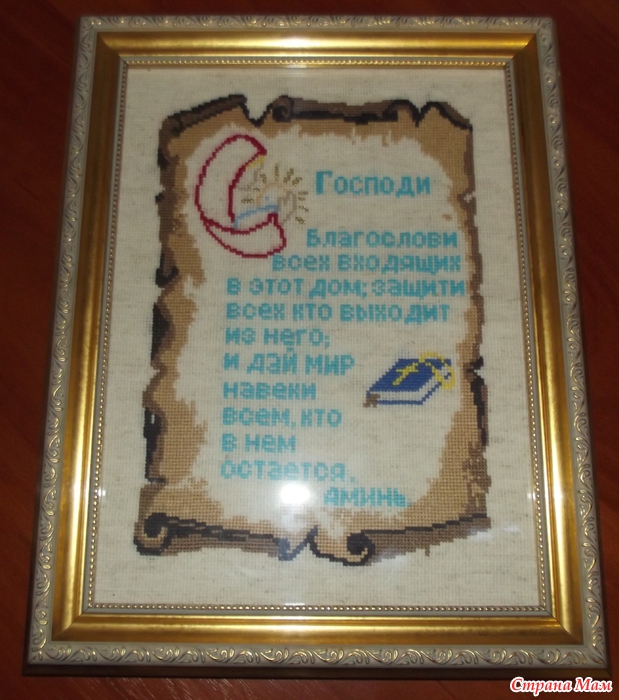 Господи
Благослови
всех входящих
в этот дом; защити
всех кто выходит
из него;
и дай мир
навеки
всем, кто
в нем
остается.
аминь.
Страна Мам